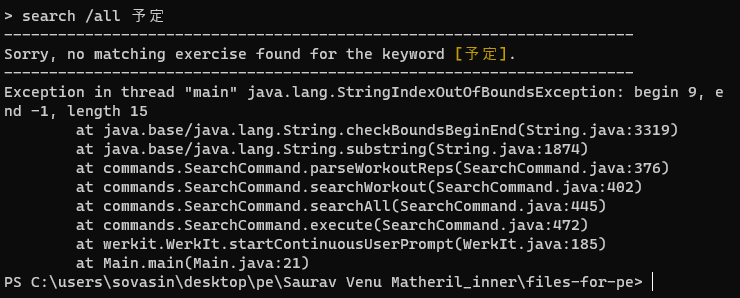 > search /all 予定
----------------------------------------------------------------------
Sorry, no matching exercise found for the keyword [予定].
----------------------------------------------------------------------
Exception in thread "main" java.lang.StringIndexOutOfBoundsException: begin 9, e
nd -1, length 15
        at java.base/java.lang.String.checkBoundsBeginEnd(String.java:3319)
        at java.base/java.lang.String.substring(String.java:1874)
        at commands.SearchCommand.parseWorkoutReps(SearchCommand.java:376)
        at commands.SearchCommand.searchWorkout(SearchCommand.java:402)
        at commands.SearchCommand.searchAll(SearchCommand.java:445)
        at commands.SearchCommand.execute(SearchCommand.java:472)
        at werkit.WerkIt.startContinuousUserPrompt(WerkIt.java:185)
        at Main.main(Main.java:21)
PS C:\users\sovasin\desktop\pe\Saurav Venu Matheril_inner\files-for-pe>